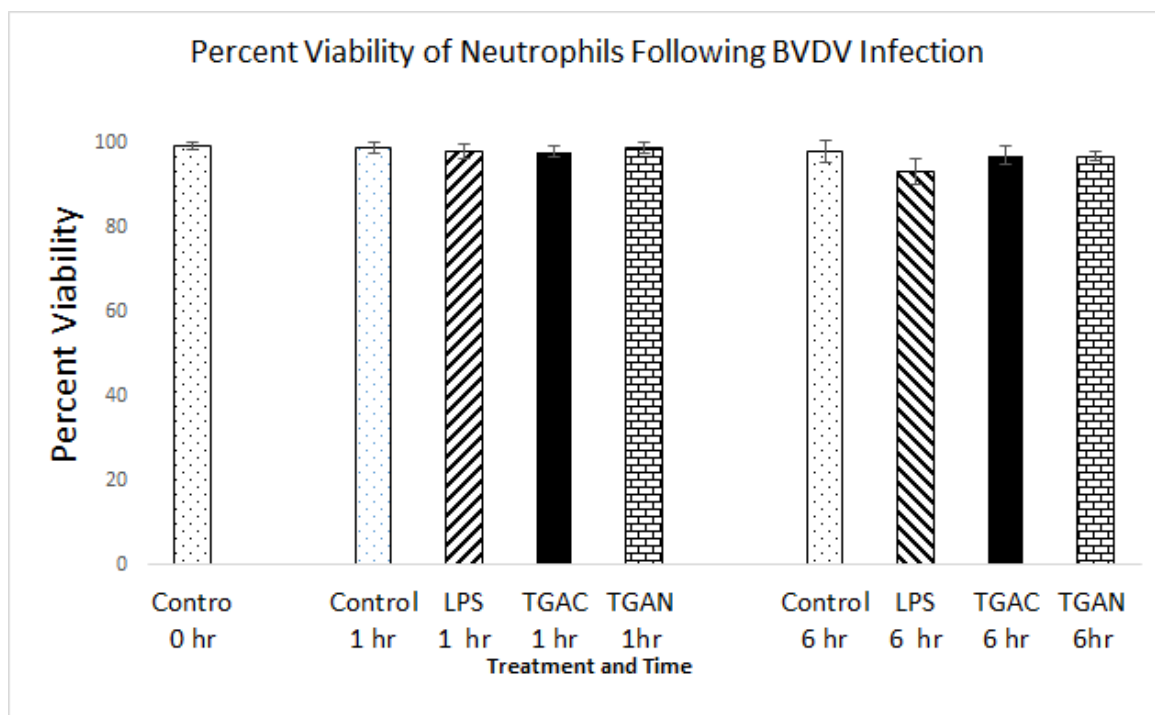 Percent Viability of Neutrophils Following BVDV Infection
Percent Viability
100
80
60
40
20
0
Contro Control LPS TGAC TGAN Control LPS TGAC TGAN
0 hr 1 hr 1 hr 1 hr 1hr 6 hr 6 hr 6 hr 6hr
Treatment and Time